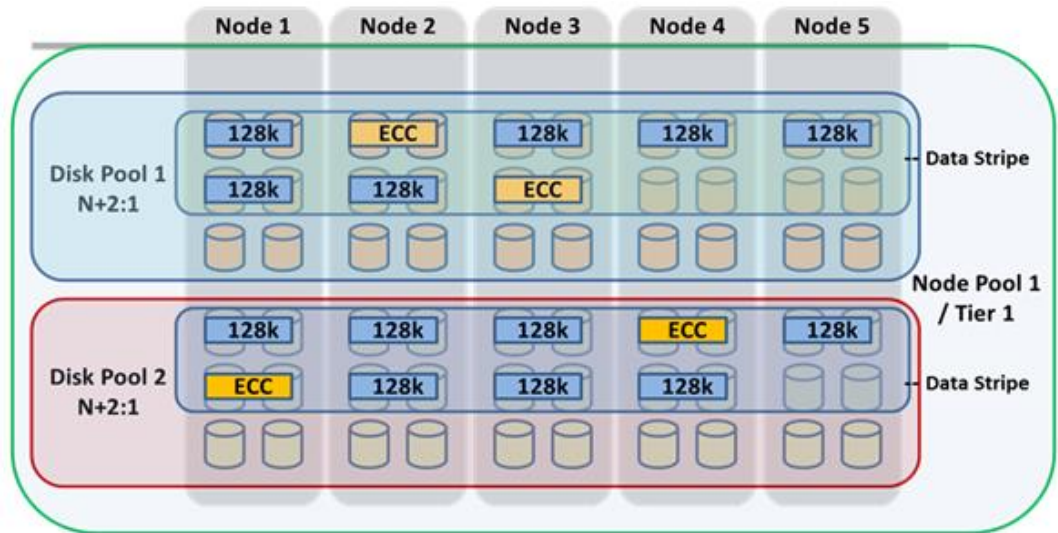 Node 1 Node 2 Node 3 Node 4 Node 5
128k ECC 128k 128k 128k
Data Stripe
Disk Pool 1
N+2:1
128k 128k ECC
Node Pool 1
/ Tier 1
128k 128k 128k ECC 128k
Disk Pool 2
N+2:1
ECC 128k 128k 128k
Data Stripe